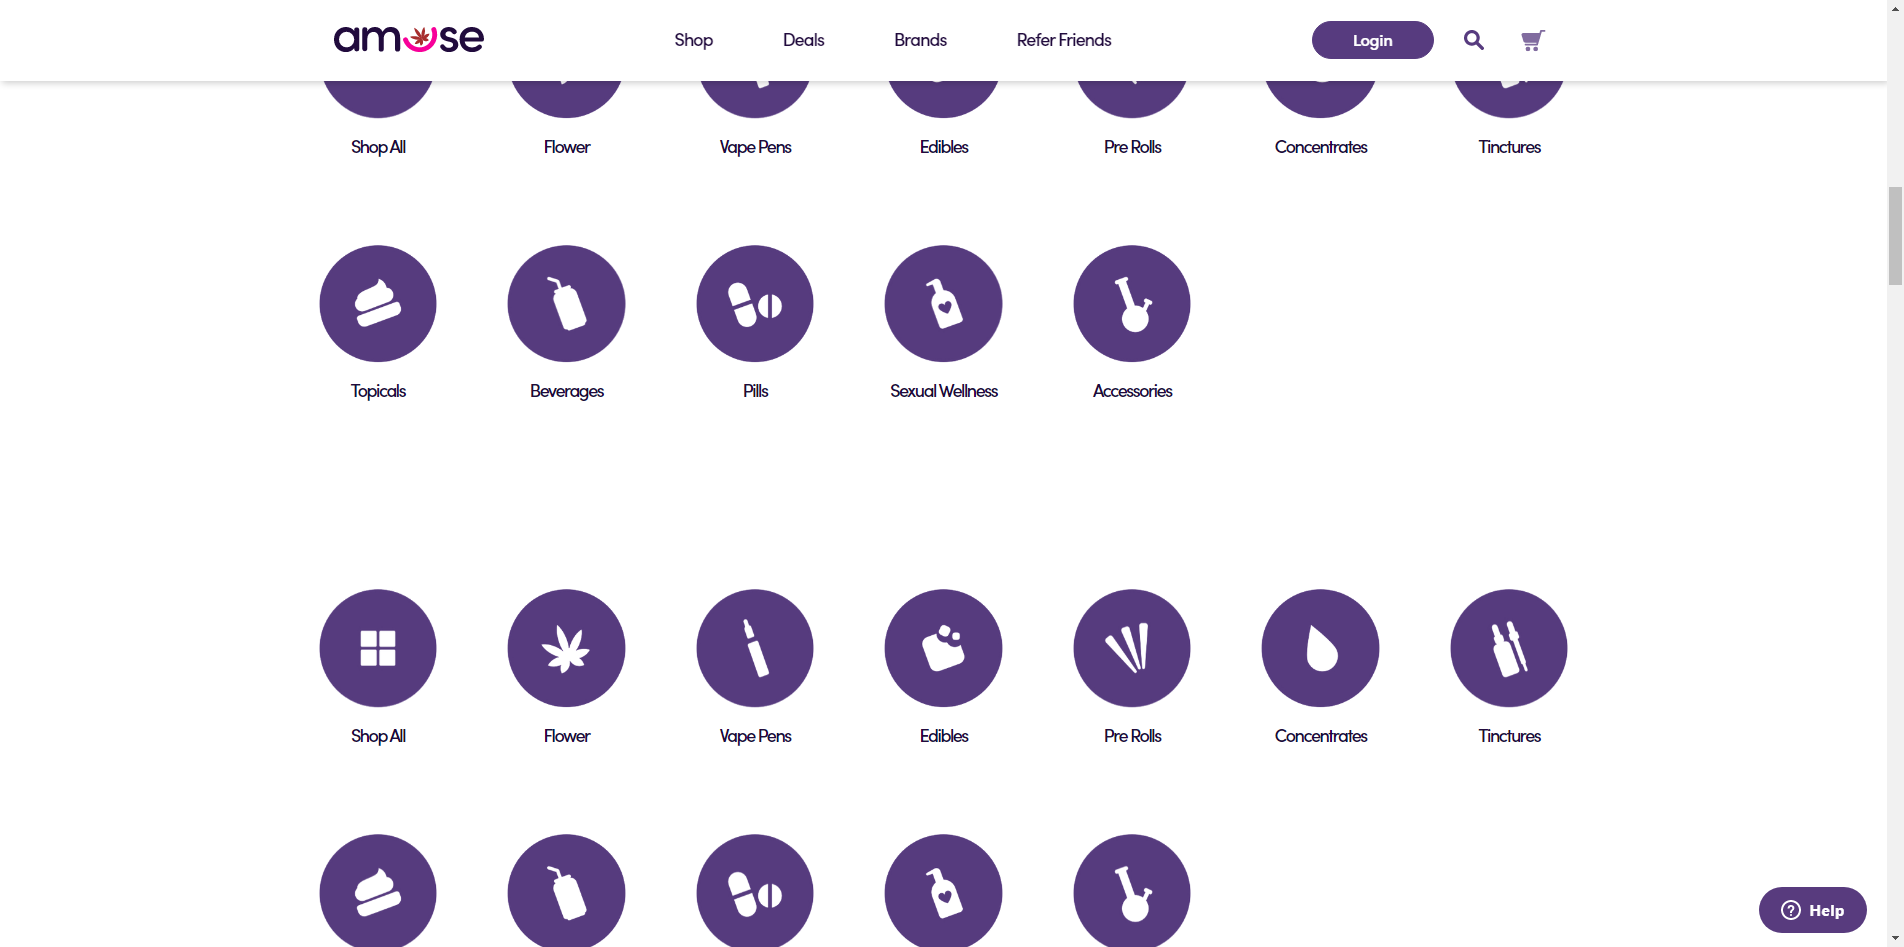 amuse
Shop Deals Brands Refer Friends Login
Shop All Flower Vape Pens Edibles Pre Rolls Concentrates Tinctures
Topicals Beverages Pills Sexual Wellness Accessories
Shop All Flower Vape Pens Edibles Pre Rolls Concentrates Tinctures
Help